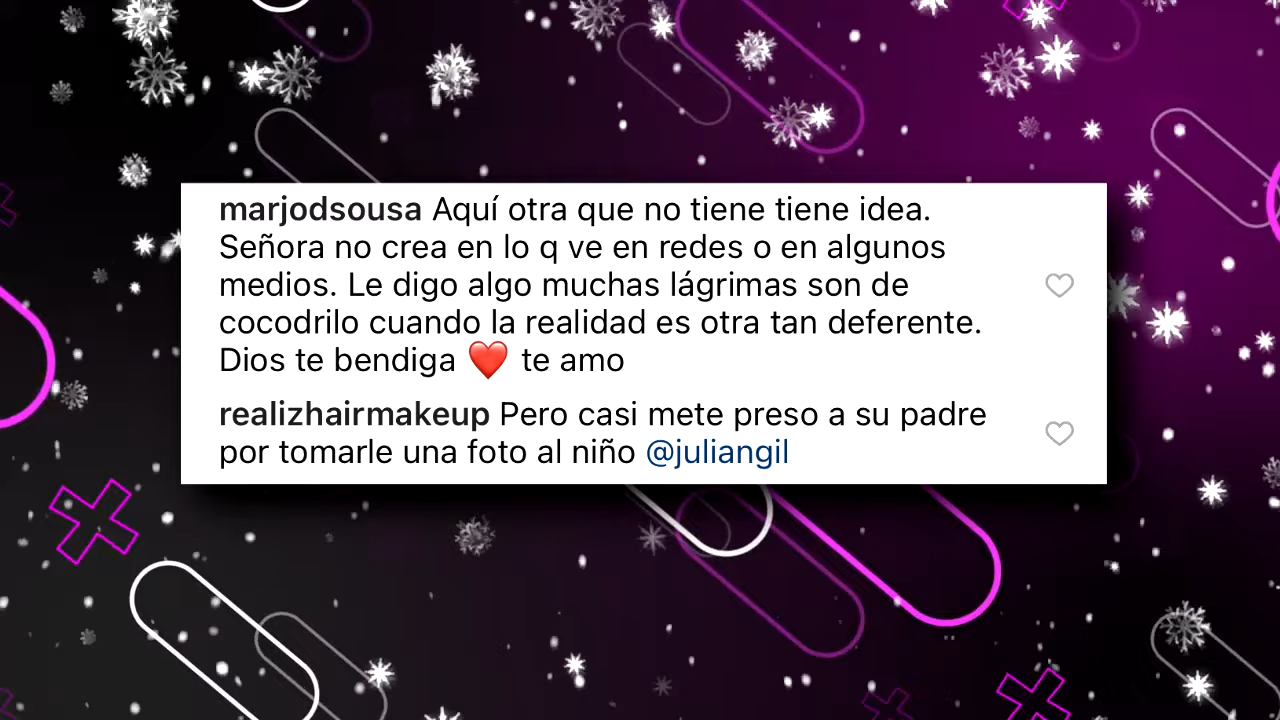 marjodsousa Aquí otra que no tiene tiene idea.
Señora no crea en lo q ve en redes o en algunos
medios. Le digo algo muchas lágrimas son de
cocodrilo cuando la realidad es otra tan deferente.
Dios te bendiga ❤️ te amo
realizhairmakeup Pero casi mete preso a su padre
por tomarle una foto al niño @juliangil